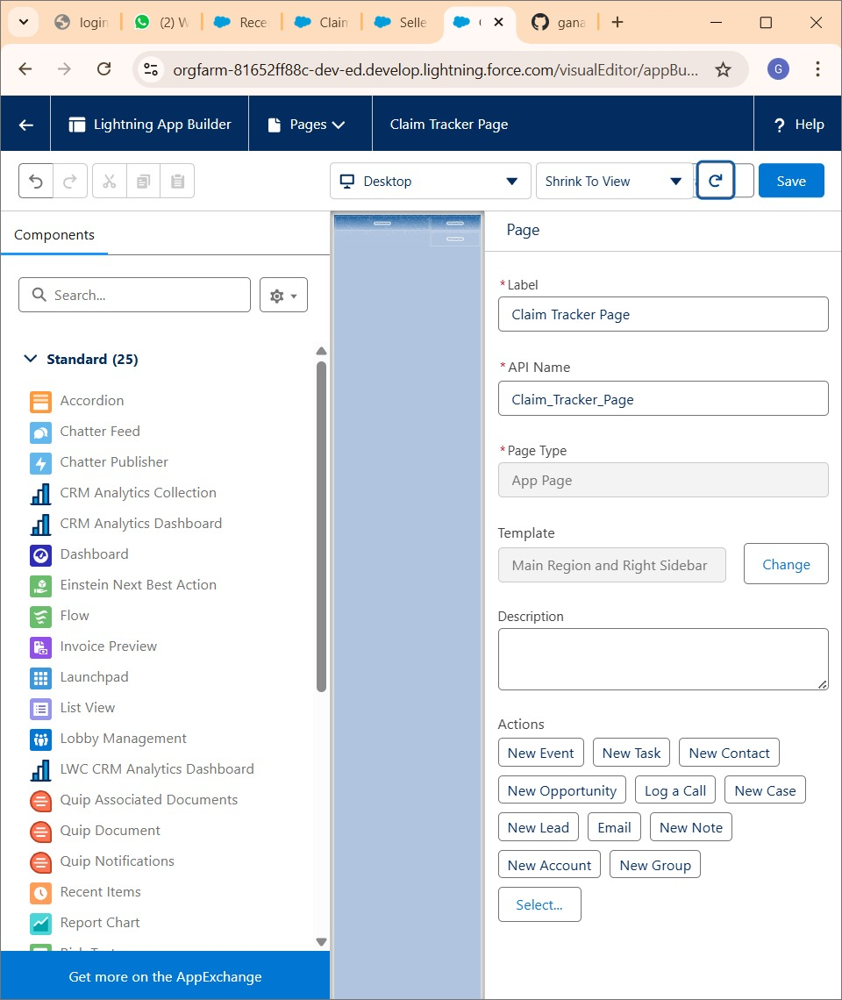 login
(2) W
Rece
Claim
Selle
gana
orgfarm-81652ff88c-dev-ed.develop.lightning.force.com/visualEditor/appBu...
G
Lightning App Builder
Pages
Claim Tracker Page
? Help
Desktop
Shrink To View
Save
Components
Search...
Standard (25)
Accordion
Chatter Feed
Chatter Publisher
CRM Analytics Collection
CRM Analytics Dashboard
Dashboard
Einstein Next Best Action
Flow
Invoice Preview
Launchpad
List View
Lobby Management
LWC CRM Analytics Dashboard
Quip Associated Documents
Quip Document
Quip Notifications
Recent Items
Report Chart
Get more on the AppExchange
Page
*Label
Claim Tracker Page
*API Name
Claim_Tracker_Page
*Page Type
App Page
Template
Main Region and Right Sidebar
Change
Description
Actions
New Event
New Task
New Contact
New Opportunity
Log a Call
New Case
New Lead
Email
New Note
New Account
New Group
Select...